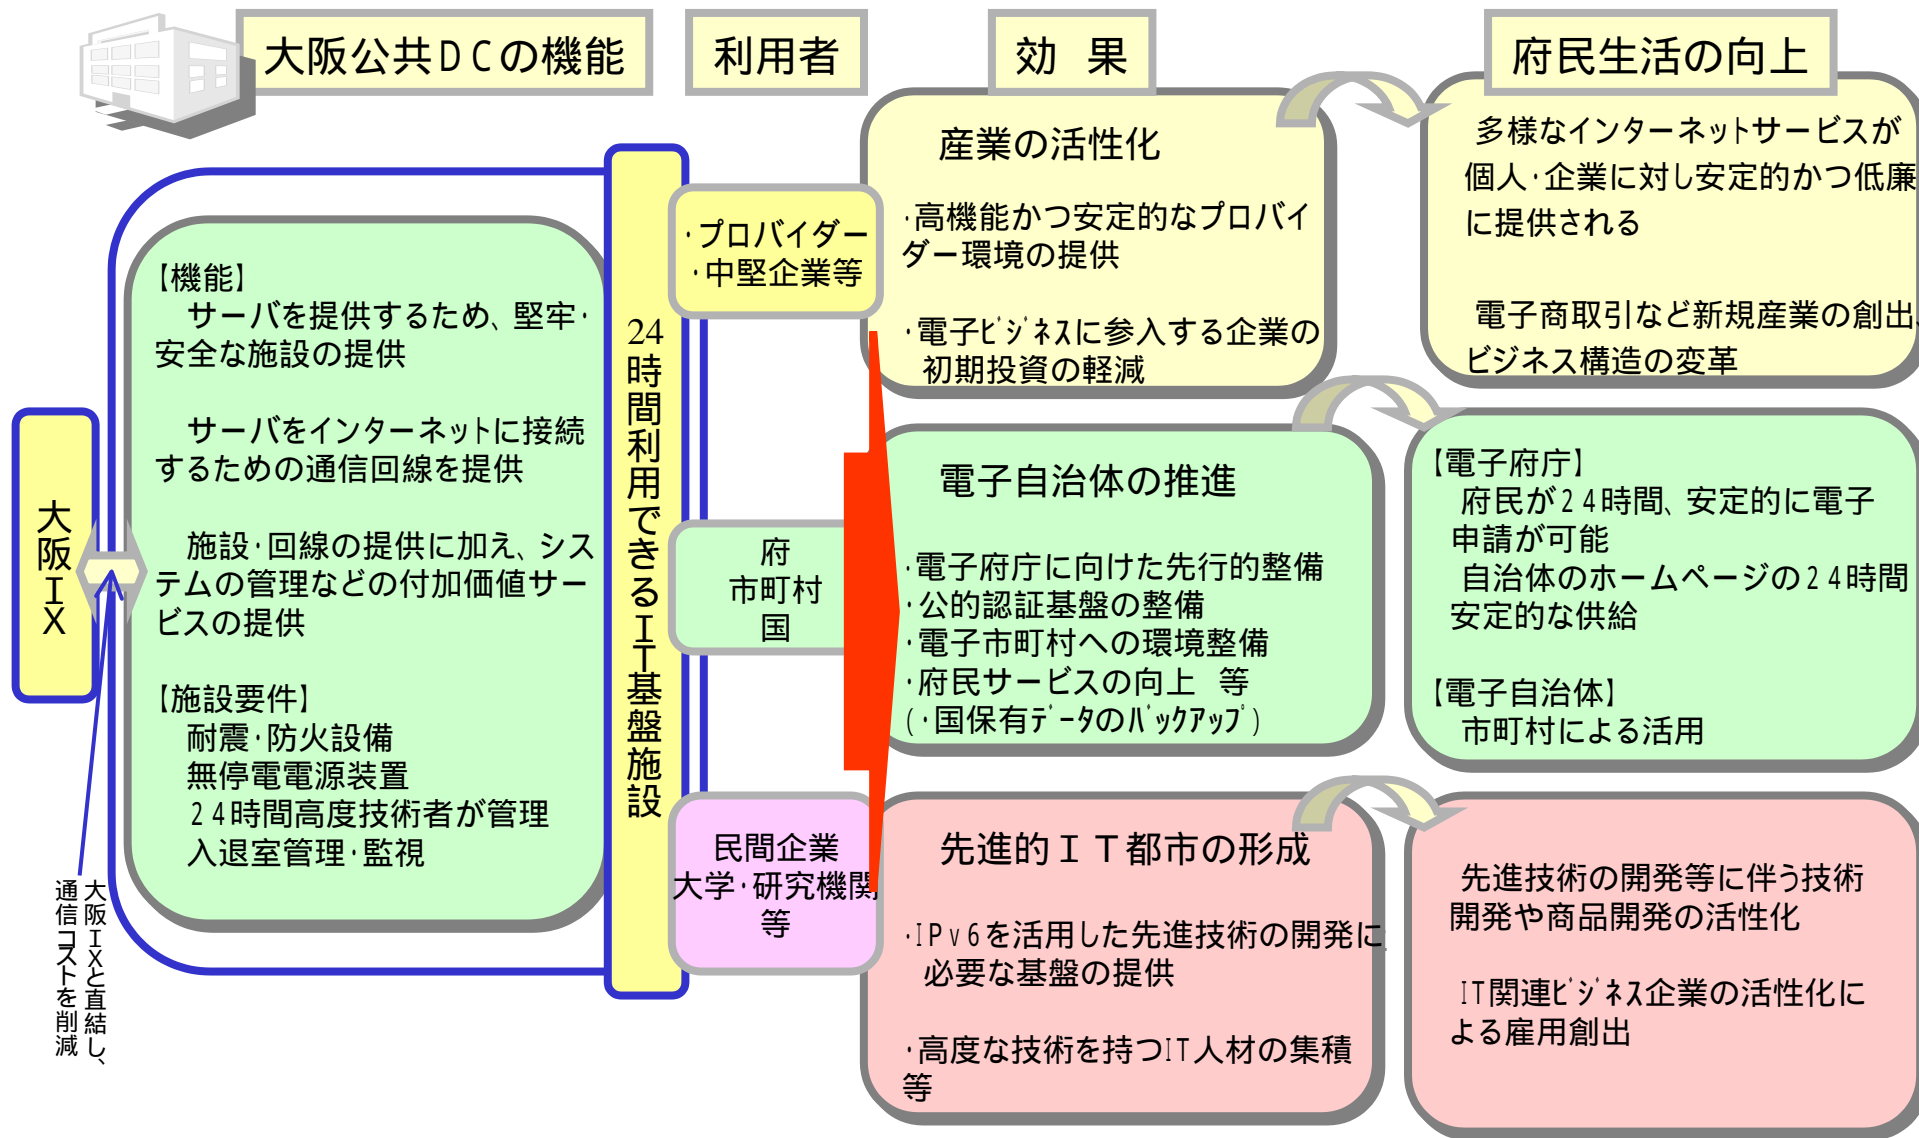 大阪公共DCの機能
利用者
効 果
府民生活の向上
大阪ＩＸ
大阪ＩＸと直結し、
通信コストを削減
【機能】
サーバを提供するため、堅牢・
安全な施設の提供
サーバをインターネットに接続
するための通信回線を提供
施設・回線の提供に加え、シス
テムの管理などの付加価値サー
ビスの提供
【施設要件】
耐震・防火設備
無停電電源装置
24時間高度技術者が管理
入退室管理・監視
24時間利用できるＩＴ基盤施設
・プロバイダー
・中堅企業等
府
市町村
国
民間企業
大学・研究機関
等
産業の活性化
・高機能かつ安定的なプロバイ
ダー環境の提供
・電子ﾋﾞｼﾞﾈｽに参入する企業の
初期投資の軽減
電子自治体の推進
・電子府庁に向けた先行的整備
・公的認証基盤の整備
・電子市町村への環境整備
・府民サービスの向上 等
(・国保有ﾃﾞｰﾀのﾊﾞｯｸｱｯﾌﾟ)
先進的ＩＴ都市の形成
・IPv6を活用した先進技術の開発に
必要な基盤の提供
・高度な技術を持つIT人材の集積
等
多様なインターネットサービスが
個人・企業に対し安定的かつ低廉
に提供される
電子商取引など新規産業の創出、
ビジネス構造の変革
【電子府庁】
府民が24時間、安定的に電子
申請が可能
自治体のホームページの24時間
安定的な供給
【電子自治体】
市町村による活用
先進技術の開発等に伴う技術
開発や商品開発の活性化
IT関連ﾋﾞｼﾞﾈｽ企業の活性化に
よる雇用創出